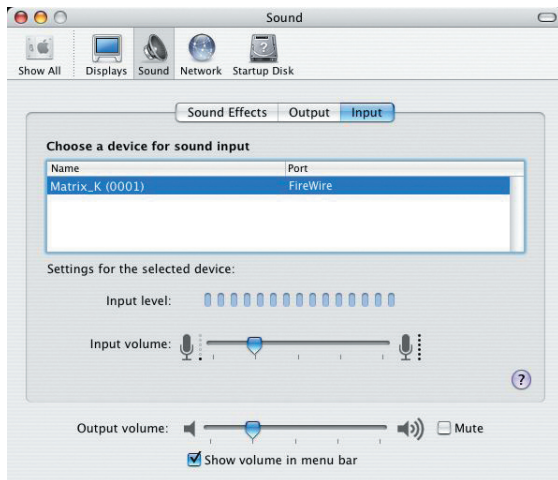 Sound
Show All Displays Sound Network Startup Disk
Sound Effects Output Input
Choose a device for sound input
Name Port
Matrix_K (0001) FireWire
Settings for the selected device:
Input level:
Input volume:
?
Output volume: Mute
Show volume in menu bar